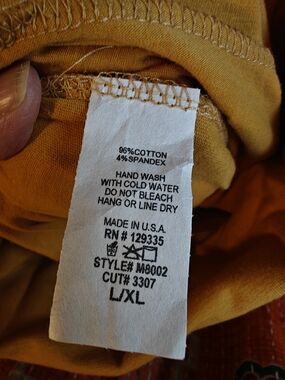 96%COTTON
4%SPANDEX
HAND WASH
WITH COLD WATER
DO NOT BLEACH
HANG OR LINE DRY
MADE IN U.S.A.
RN # 129335
STYLE# M8002
CUT# 3307
L/XL